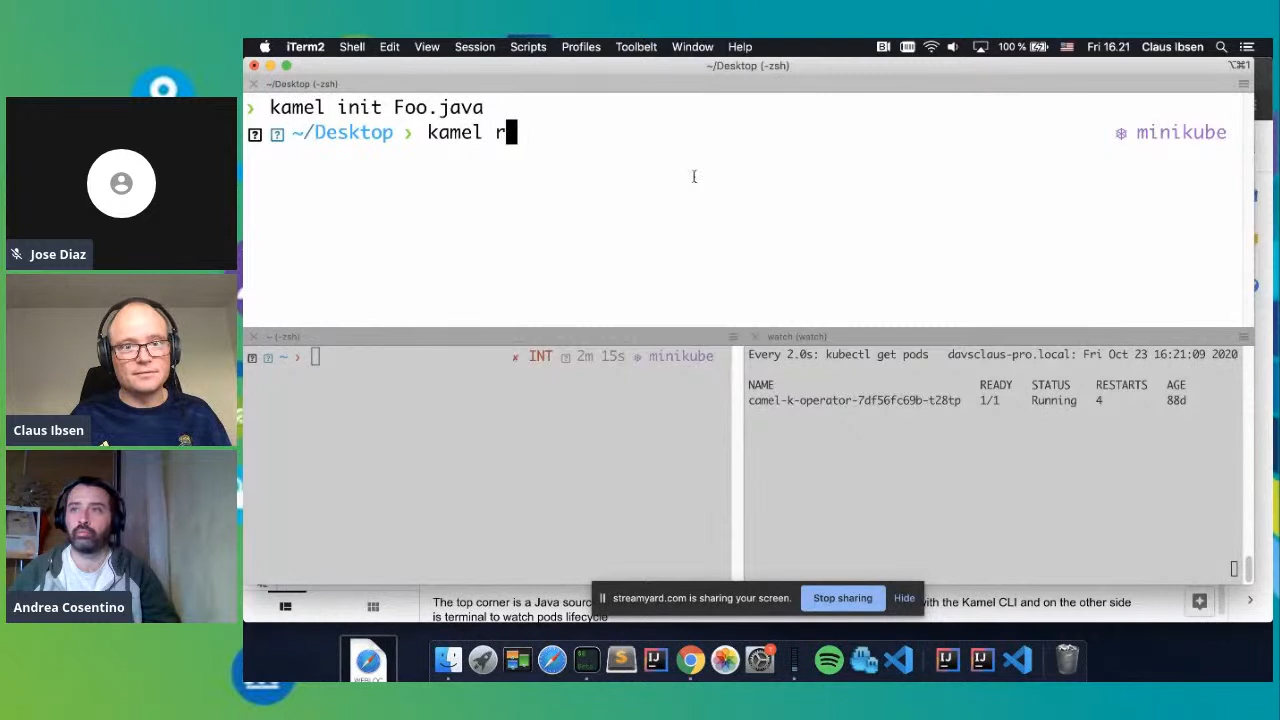 iTerm2 Shell Edit View Session Scripts Profiles Toolbelt Window Help 100 % Fri 16.21 Claus Ibsen
~/Desktop (-zsh) ⌥⌘1
~/Desktop (-zsh)
❯ kamel init Foo.java
~/Desktop ❯ kamel r minikube
Jose Diaz
Claus Ibsen
Andrea Cosentino
~ (-zsh)
~ ❯ ✘ INT 2m 15s minikube
watch (watch)
Every 2.0s: kubectl get pods davsclaus-pro.local: Fri Oct 23 16:21:09 2020
NAME READY STATUS RESTARTS AGE
camel-k-operator-7df56fc69b-t28tp 1/1 Running 4 88d
streamyard.com is sharing your screen. Stop sharing Hide
The top corner is a Java sourc with the Kamel CLI and on the other side
is terminal to watch pods lifecycle
WEBLOC